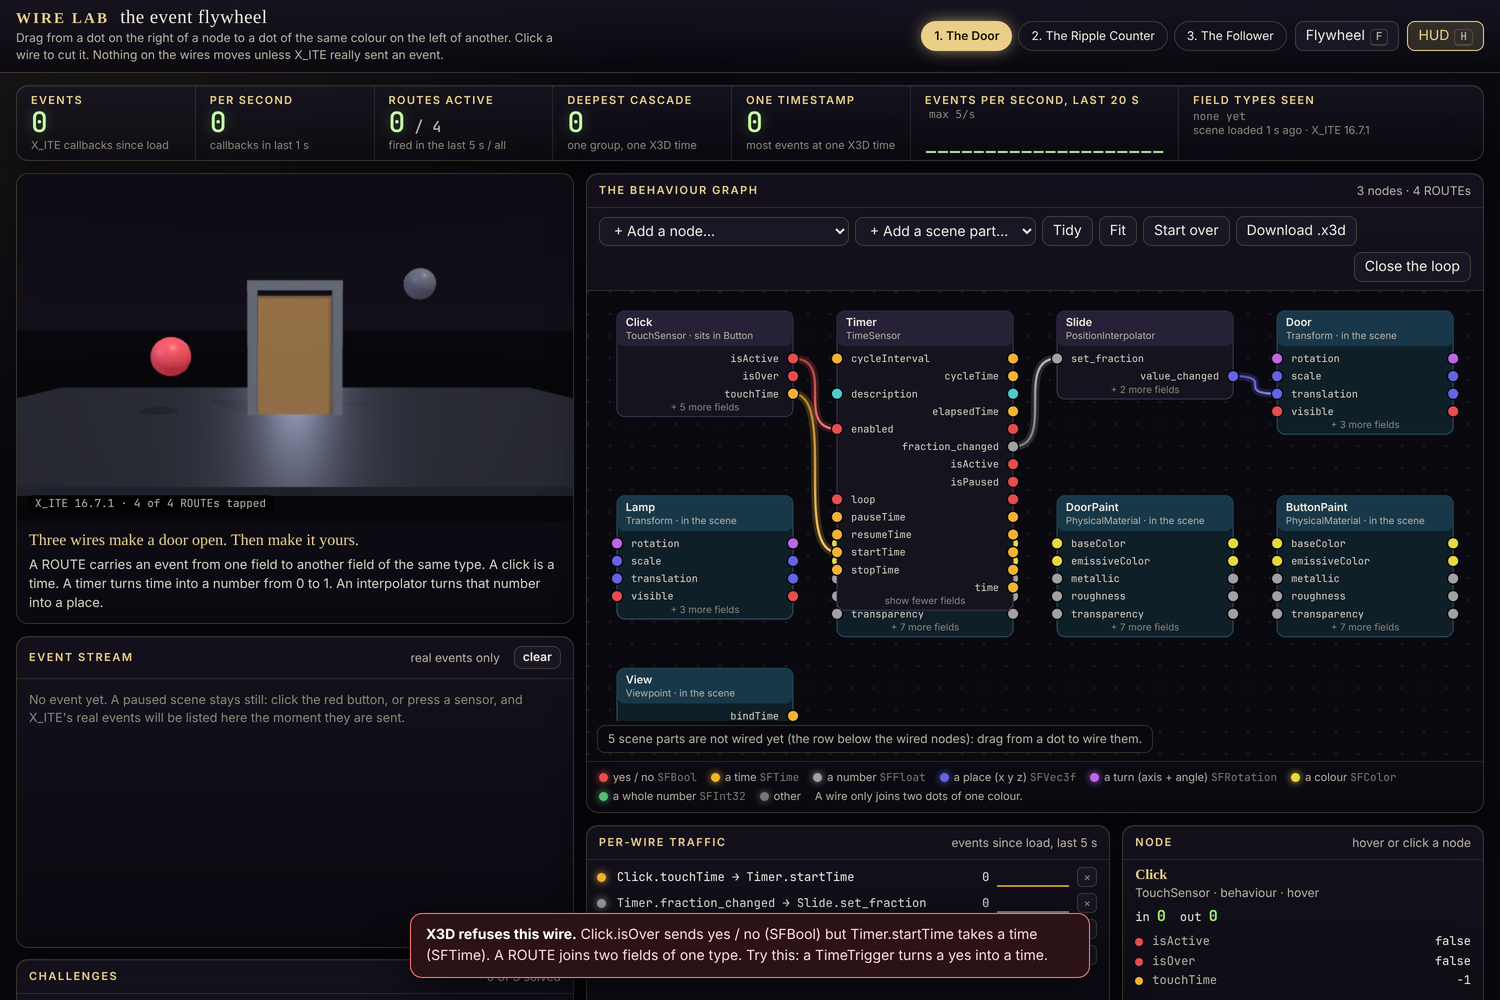 WIRE LAB the event flywheel
Drag from a dot on the right of a node to a dot of the same colour on the left of another. Click a
wire to cut it. Nothing on the wires moves unless X_ITE really sent an event.
1. The Door
2. The Ripple Counter
3. The Follower
Flywheel F
HUD H
EVENTS
0
X_ITE callbacks since load
PER SECOND
0
callbacks in last 1 s
ROUTES ACTIVE
0 / 4
fired in the last 5 s / all
DEEPEST CASCADE
0
one group, one X3D time
ONE TIMESTAMP
0
most events at one X3D time
EVENTS PER SECOND, LAST 20 S
max 5/s
FIELD TYPES SEEN
none yet
scene loaded 1 s ago · X_ITE 16.7.1
X_ITE 16.7.1 · 4 of 4 ROUTEs tapped
Three wires make a door open. Then make it yours.
A ROUTE carries an event from one field to another field of the same type. A click is a
time. A timer turns time into a number from 0 to 1. An interpolator turns that number
into a place.
EVENT STREAM
real events only
clear
No event yet. A paused scene stays still: click the red button, or press a sensor, and
X_ITE's real events will be listed here the moment they are sent.
CHALLENGES
THE BEHAVIOUR GRAPH
3 nodes · 4 ROUTEs
+ Add a node...
+ Add a scene part...
Tidy
Fit
Start over
Download .x3d
Close the loop
Click
TouchSensor · sits in Button
isActive
isOver
touchTime
+ 5 more fields
Timer
TimeSensor
cycleInterval
cycleTime
description
elapsedTime
enabled
fraction_changed
isActive
isPaused
loop
pauseTime
resumeTime
startTime
stopTime
time
show fewer fields
transparency
+ 7 more fields
Slide
PositionInterpolator
set_fraction
value_changed
+ 2 more fields
Door
Transform · in the scene
rotation
scale
translation
visible
+ 3 more fields
Lamp
Transform · in the scene
rotation
scale
translation
visible
+ 3 more fields
DoorPaint
PhysicalMaterial · in the scene
baseColor
emissiveColor
metallic
roughness
transparency
+ 7 more fields
ButtonPaint
PhysicalMaterial · in the scene
baseColor
emissiveColor
metallic
roughness
transparency
+ 7 more fields
View
Viewpoint · in the scene
bindTime
5 scene parts are not wired yet (the row below the wired nodes): drag from a dot to wire them.
yes / no SFBool
a time SFTime
a number SFFloat
a place (x y z) SFVec3f
a turn (axis + angle) SFRotation
a colour SFColor
a whole number SFInt32
other
A wire only joins two dots of one colour.
PER-WIRE TRAFFIC
events since load, last 5 s
Click.touchTime → Timer.startTime 0 ×
Timer.fraction_changed → Slide.set_fraction 0 ×
NODE
hover or click a node
Click
TouchSensor · behaviour · hover
in 0 out 0
isActive false
isOver false
touchTime -1
X3D refuses this wire. Click.isOver sends yes / no (SFBool) but Timer.startTime takes a time
(SFTime). A ROUTE joins two fields of one type. Try this: a TimeTrigger turns a yes into a time.